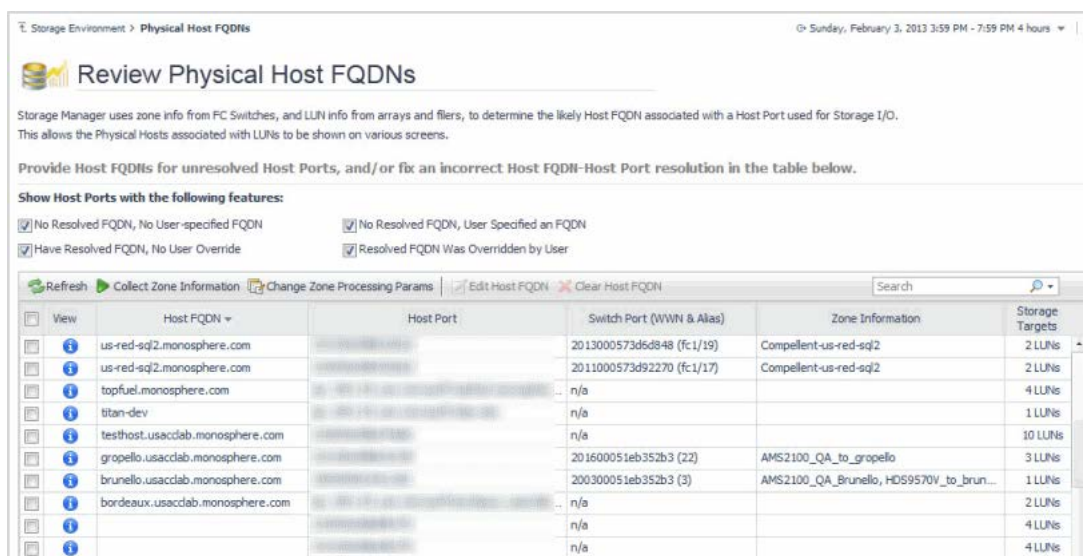 Storage Environment > Physical Host FQDNs
Sunday, February 3, 2013 3:59 PM - 7:59 PM 4 hours
Review Physical Host FQDNs
Storage Manager uses zone info from FC Switches, and LUN info from arrays and filers, to determine the likely Host FQDN associated with a Host Port used for Storage I/O.
This allows the Physical Hosts associated with LUNs to be shown on various screens.
Provide Host FQDNs for unresolved Host Ports, and/or fix an incorrect Host FQDN-Host Port resolution in the table below.
Show Host Ports with the following features:
No Resolved FQDN, No User-specified FQDN No Resolved FQDN, User Specified an FQDN
Have Resolved FQDN, No User Override Resolved FQDN Was Overridden by User
Refresh Collect Zone Information Change Zone Processing Params Edit Host FQDN Clear Host FQDN Search
View Host FQDN Host Port Switch Port (WWN & Alias) Zone Information Storage Targets
us-red-sql2.monosphere.com 2013000573d6d848 (fc1/19) Compellent-us-red-sql2 2 LUNs
us-red-sql2.monosphere.com 2011000573d92270 (fc1/17) Compellent-us-red-sql2 2 LUNs
topfuel.monosphere.com ... n/a 4 LUNs
titan-dev n/a 1 LUNs
testhost.usacclab.monosphere.com n/a 10 LUNs
gropello.usacclab.monosphere.com 201600051eb352b3 (22) AMS2100_QA_to_gropello 3 LUNs
brunello.usacclab.monosphere.com 200300051eb352b3 (3) AMS2100_QA_Brunello, HDS9570V_to_brun... 1 LUNs
bordeaux.usacclab.monosphere.com ... n/a 2 LUNs
n/a 4 LUNs
n/a 4 LUNs